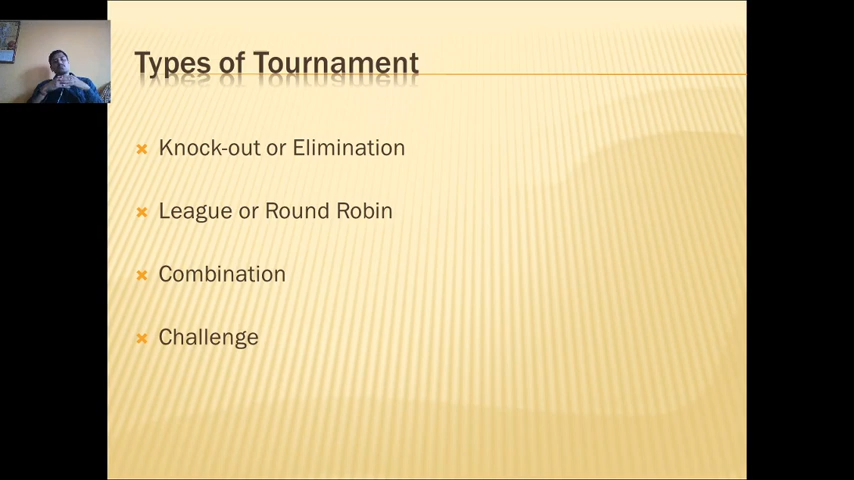 Types of Tournament
Knock-out or Elimination
League or Round Robin
Combination
Challenge